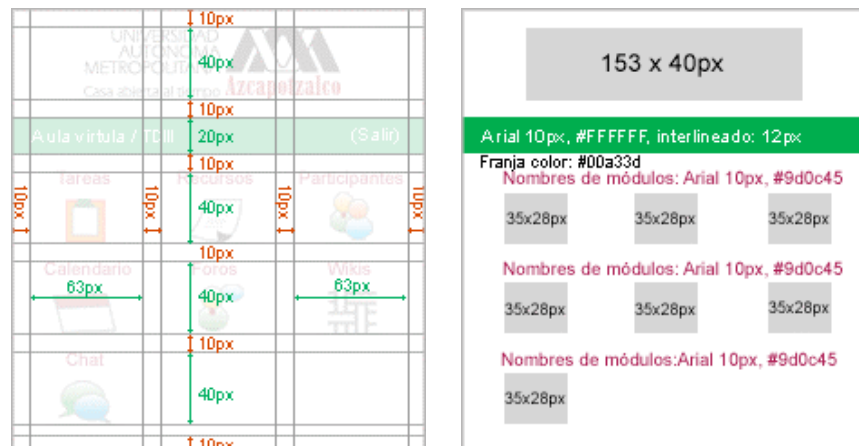 10px
UNIVERSIDAD
AUTONOMA
METROPOLITANA
40px
Casa abierta al tiempo Azcapotzalco
10px
Aula virtula / TDIII 20px (Salir)
10px
Tareas Recursos Participantes
10px 10px 40px 10px 10px
10px
Calendario Foros Wikis
63px 40px 63px
10px
Chat
40px
10px
153 x 40px
Arial 10px, #FFFFFF, interlineado: 12px
Franja color: #00a33d
Nombres de módulos: Arial 10px, #9d0c45
35x28px 35x28px 35x28px
Nombres de módulos: Arial 10px, #9d0c45
35x28px 35x28px 35x28px
Nombres de módulos:Arial 10px, #9d0c45
35x28px